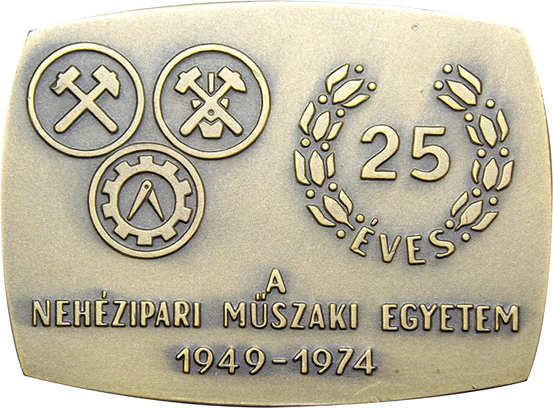 25
ÉVES
A
NEHÉZIPARI MŰSZAKI EGYETEM
1949-1974